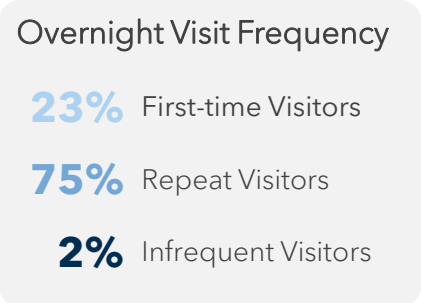 Overnight Visit Frequency
23% First-time Visitors
75% Repeat Visitors
2% Infrequent Visitors